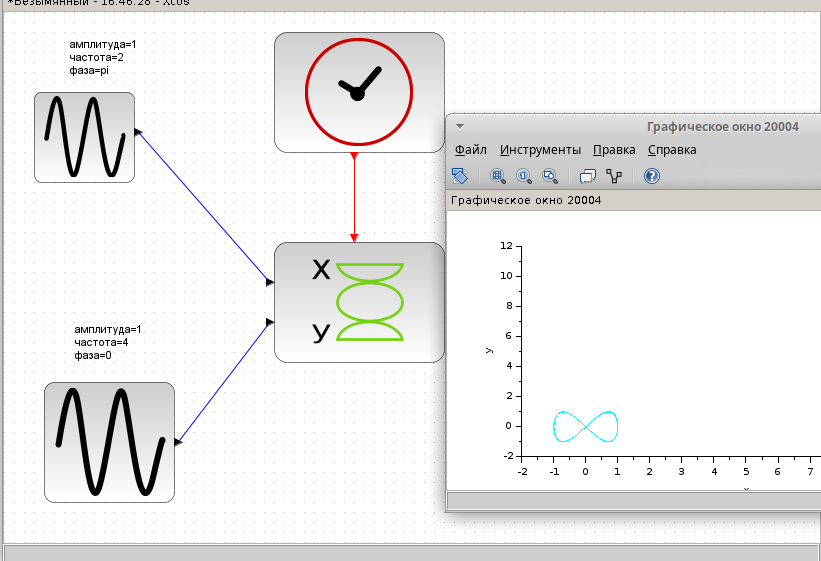 *Безымянный - 16:46:28 - Xcos
амплитуда=1
частота=2
фаза=pi
X
y
амплитуда=1
частота=4
фаза=0
Графическое окно 20004
Файл Инструменты Правка Справка
Графическое окно 20004
12
10
8
6
4
2
0
-2
y
-2 -1 0 1 2 3 4 5 6 7